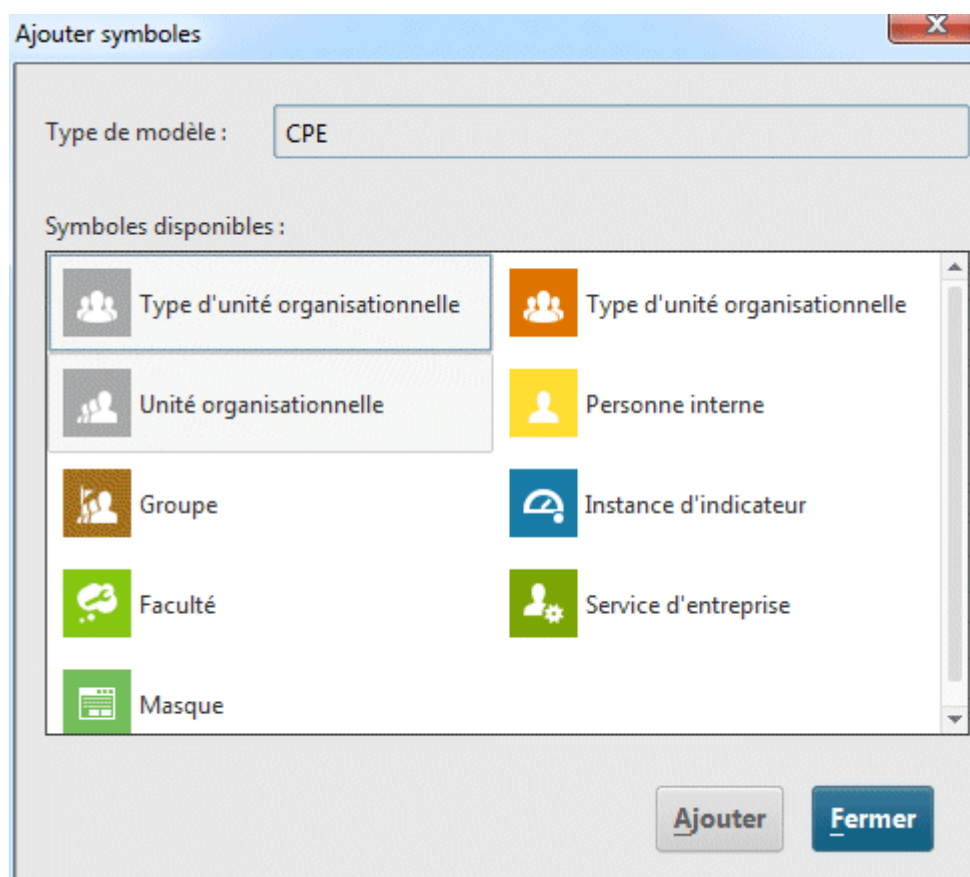 Ajouter symboles
Type de modèle :
CPE
Symboles disponibles :
Type d'unité organisationnelle
Type d'unité organisationnelle
Unité organisationnelle
Personne interne
Groupe
Instance d'indicateur
Faculté
Service d'entreprise
Masque
Ajouter
Fermer